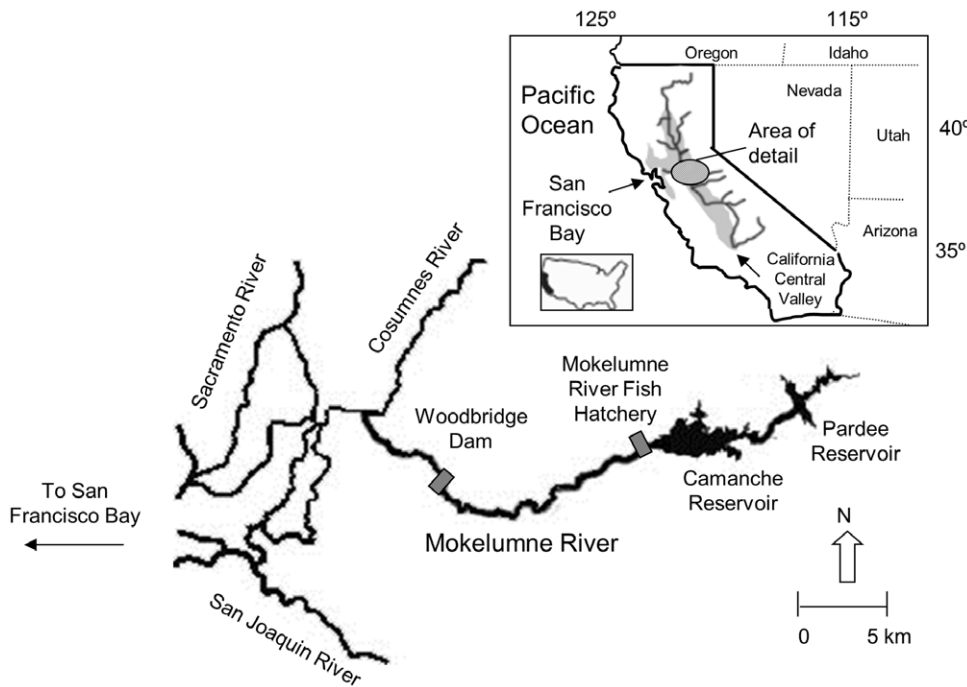 125º
115º
Oregon
Idaho
Pacific
Ocean
Nevada
40º
Area of
detail
Utah
San
Francisco
Bay
Arizona
35º
California
Central
Valley
Sacramento River
Cosumnes River
Mokelumne
River Fish
Hatchery
Woodbridge
Dam
Pardee
Reservoir
Camanche
Reservoir
To San
Francisco Bay
Mokelumne River
N
San Joaquin River
0 5 km